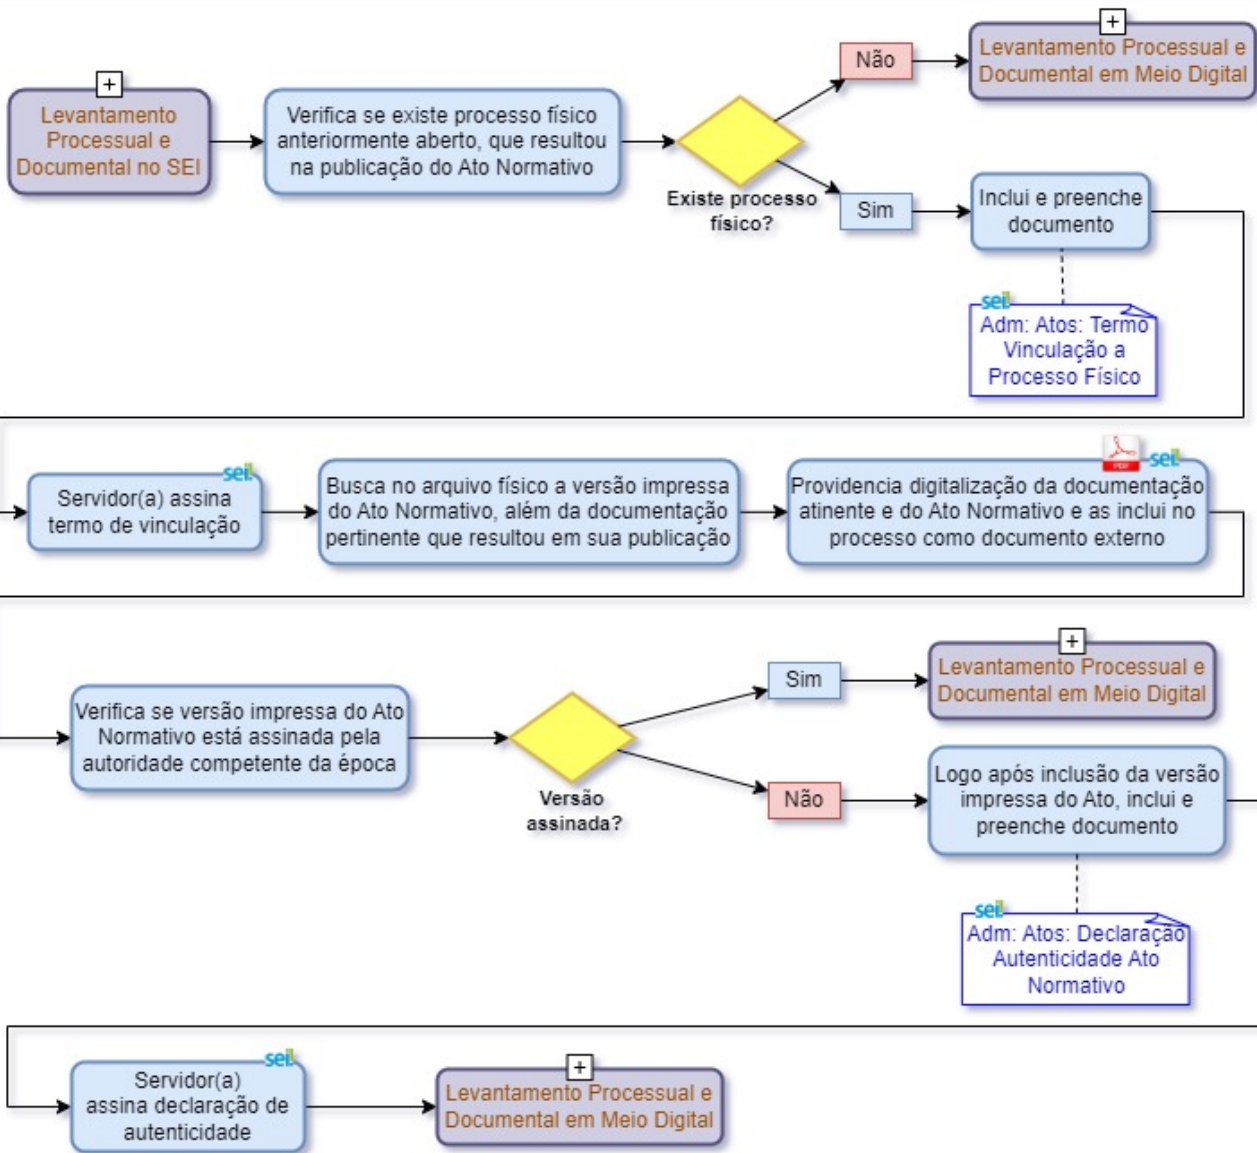 +
Levantamento
Processual e
Documental no SEI
Verifica se existe processo físico
anteriormente aberto, que resultou
na publicação do Ato Normativo
Existe processo
físico?
Não
+
Levantamento Processual e
Documental em Meio Digital
Sim
Inclui e preenche
documento
sei!
Adm: Atos: Termo
Vinculação a
Processo Físico
sei!
Servidor(a) assina
termo de vinculação
Busca no arquivo físico a versão impressa
do Ato Normativo, além da documentação
pertinente que resultou em sua publicação
PDF
sei!
Providencia digitalização da documentação
atinente e do Ato Normativo e as inclui no
processo como documento externo
Verifica se versão impressa do Ato
Normativo está assinada pela
autoridade competente da época
Versão
assinada?
Sim
+
Levantamento Processual e
Documental em Meio Digital
Não
Logo após inclusão da versão
impressa do Ato, inclui e
preenche documento
sei!
Adm: Atos: Declaração
Autenticidade Ato
Normativo
sei!
Servidor(a)
assina declaração de
autenticidade
+
Levantamento Processual e
Documental em Meio Digital